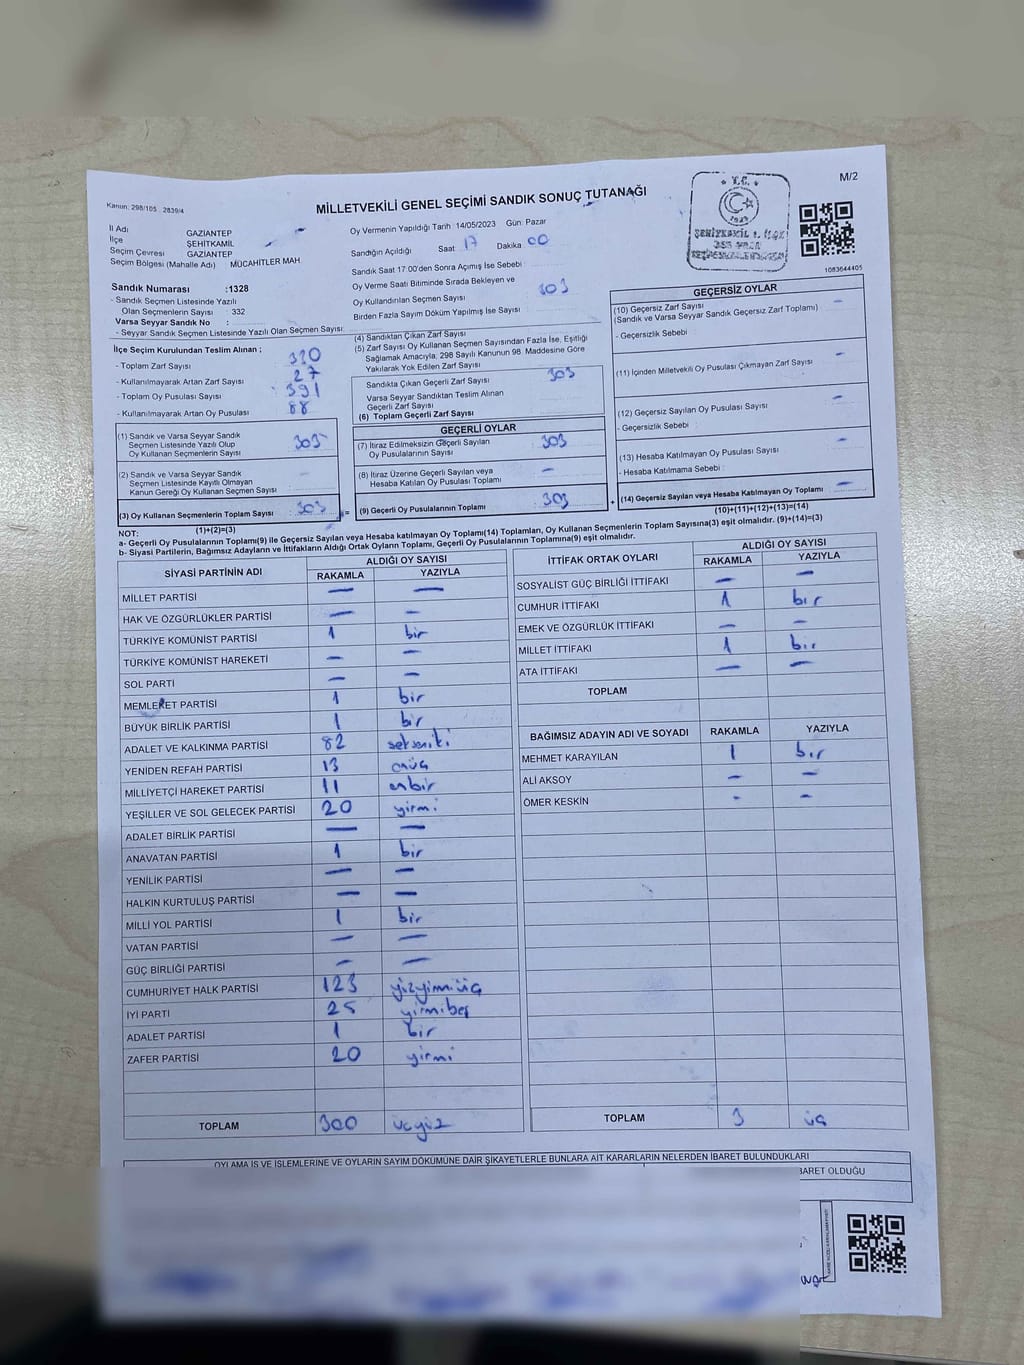 Kanun: 298/105 . 2839/4
MİLLETVEKİLİ GENEL SEÇİMİ SANDIK SONUÇ TUTANAĞI
T.C.
M/2
1083644405
İl Adı GAZİANTEP
İlçe ŞEHİTKAMİL
Seçim Çevresi GAZİANTEP
Seçim Bölgesi (Mahalle Adı) MÜCAHİTLER MAH.
Sandık Numarası :1328
- Sandık Seçmen Listesinde Yazılı
Olan Seçmenlerin Sayısı : 332
Varsa Seyyar Sandık No :
- Seyyar Sandık Seçmen Listesinde Yazılı Olan Seçmen Sayısı:
Oy Vermenin Yapıldığı Tarih 14/05/2023 Gün: Pazar
Sandığın Açıldığı Saat 17 Dakika 00
Sandık Saat 17:00'den Sonra Açımış İse Sebebi :
Oy Verme Saati Bitiminde Sırada Bekleyen ve
Oy Kullandırılan Seçmen Sayısı
Birden Fazla Sayım Döküm Yapılmış İse Sayısı :
İlçe Seçim Kurulundan Teslim Alınan ;
- Toplam Zarf Sayısı
- Kullanılmayarak Artan Zarf Sayısı 27
- Toplam Oy Pusulası Sayısı 391
- Kullanılmayarak Artan Oy Pusulası 88
(1) Sandık ve Varsa Seyyar Sandık
Seçmen Listesinde Yazılı Olup
Oy Kullanan Seçmenlerin Sayısı 303
(2) Sandık ve Varsa Seyyar Sandık
Seçmen Listesinde Kayıtlı Olmayan
Kanun Gereği Oy Kullanan Seçmen Sayısı –
(3) Oy Kullanan Seçmenlerin Toplam Sayısı 303
(1)+(2)=(3)
(4) Sandıktan Çıkan Zarf Sayısı 303
(5) Zarf Sayısı Oy Kullanan Seçmen Sayısından Fazla İse, Eşitliği
Sağlamak Amacıyla, 298 Sayılı Kanunun 98. Maddesine Göre
Yakılarak Yok Edilen Zarf Sayısı
Sandıkta Çıkan Geçerli Zarf Sayısı 303
Varsa Seyyar Sandıktan Teslim Alınan
Geçerli Zarf Sayısı
(6) Toplam Geçerli Zarf Sayısı
GEÇERLİ OYLAR
(7) İtiraz Edilmeksizin Geçerli Sayılan
Oy Pusulalarının Sayısı 303
(8) İtiraz Üzerine Geçerli Sayılan veya
Hesaba Katılan Oy Pusulası Toplamı –
(9) Geçerli Oy Pusulalarının Toplamı 303
GEÇERSİZ OYLAR
(10) Geçersiz Zarf Sayısı –
(Sandık ve Varsa Seyyar Sandık Geçersiz Zarf Toplamı)
- Geçersizlik Sebebi :
(11) İçinden Milletvekili Oy Pusulası Çıkmayan Zarf Sayısı –
(12) Geçersiz Sayılan Oy Pusulası Sayısı –
- Geçersizlik Sebebi :
(13) Hesaba Katılmayan Oy Pusulası Sayısı –
- Hesaba Katılmama Sebebi :
(14) Geçersiz Sayılan veya Hesaba Katılmayan Oy Toplamı –
(10)+(11)+(12)+(13)=(14)
NOT:
a- Geçerli Oy Pusulalarının Toplamı(9) ile Geçersiz Sayılan veya Hesaba katılmayan Oy Toplamı(14) Toplamları, Oy Kullanan Seçmenlerin Toplam Sayısına(3) eşit olmalıdır. (9)+(14)=(3)
b- Siyasi Partilerin, Bağımsız Adayların ve İttifakların Aldığı Ortak Oyların Toplamı, Geçerli Oy Pusulalarının Toplamına(9) eşit olmalıdır.
SİYASİ PARTİNİN ADI ALDIĞI OY SAYISI
RAKAMLA YAZIYLA
MİLLET PARTİSİ – –
HAK VE ÖZGÜRLÜKLER PARTİSİ – –
TÜRKİYE KOMÜNİST PARTİSİ 1 bir
TÜRKİYE KOMÜNİST HAREKETİ – –
SOL PARTİ – –
MEMLEKET PARTİSİ 1 bir
BÜYÜK BİRLİK PARTİSİ 1 bir
ADALET VE KALKINMA PARTİSİ 82 sekseniki
YENİDEN REFAH PARTİSİ 13 onüç
MİLLİYETÇİ HAREKET PARTİSİ 11 onbir
YEŞİLLER VE SOL GELECEK PARTİSİ 20 yirmi
ADALET BİRLİK PARTİSİ – –
ANAVATAN PARTİSİ 1 bir
YENİLİK PARTİSİ – –
HALKIN KURTULUŞ PARTİSİ – –
MİLLİ YOL PARTİSİ 1 bir
VATAN PARTİSİ – –
GÜÇ BİRLİĞİ PARTİSİ – –
CUMHURİYET HALK PARTİSİ 123 yüzyirmiüç
İYİ PARTİ 25 yirmibeş
ADALET PARTİSİ 1 bir
ZAFER PARTİSİ 20 yirmi
TOPLAM 300 üçyüz
İTTİFAK ORTAK OYLARI ALDIĞI OY SAYISI
RAKAMLA YAZIYLA
SOSYALİST GÜÇ BİRLİĞİ İTTİFAKI – –
CUMHUR İTTİFAKI 1 bir
EMEK VE ÖZGÜRLÜK İTTİFAKI – –
MİLLET İTTİFAKI 1 bir
ATA İTTİFAKI – –
TOPLAM
BAĞIMSIZ ADAYIN ADI VE SOYADI RAKAMLA YAZIYLA
MEHMET KARAYILAN 1 bir
ALİ AKSOY – –
ÖMER KESKİN – –
TOPLAM 3 üç
OYLAMA İŞ VE İŞLEMLERİNE VE OYLARIN SAYIM DÖKÜMÜNE DAİR ŞİKAYETLERLE BUNLARA AİT KARARLARIN NELERDEN İBARET BULUNDUKLARI
BARET OLDUĞU